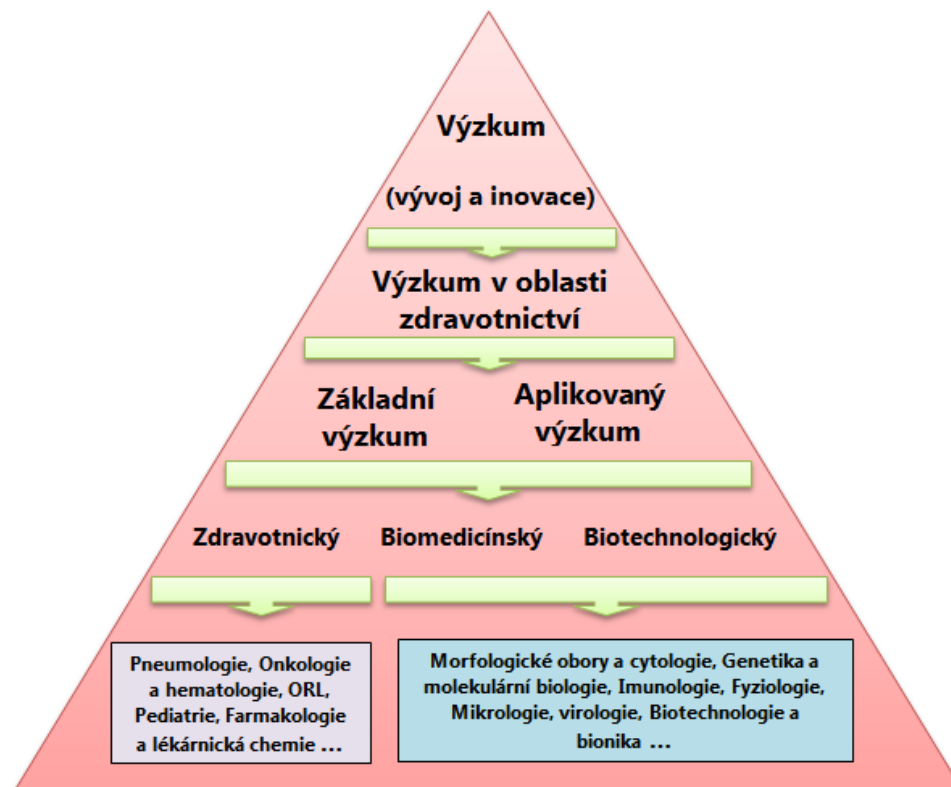 Výzkum
(vývoj a inovace)
Výzkum v oblasti
zdravotnictví
Základní
výzkum
Aplikovaný
výzkum
Zdravotnický
Biomedicínský
Biotechnologický
Pneumologie, Onkologie
a hematologie, ORL,
Pediatrie, Farmakologie
a lékárnická chemie ...
Morfologické obory a cytologie, Genetika a
molekulární biologie, Imunologie, Fyziologie,
Mikrologie, virologie, Biotechnologie a
bionika ...